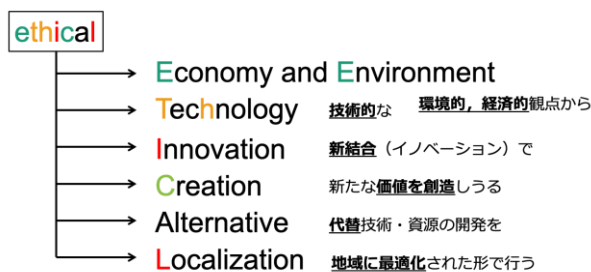 ethical
Economy and Environment
Technology 技術的な 環境的，経済的観点から
Innovation 新結合（イノベーション）で
Creation 新たな価値を創造しうる
Alternative 代替技術・資源の開発を
Localization 地域に最適化された形で行う